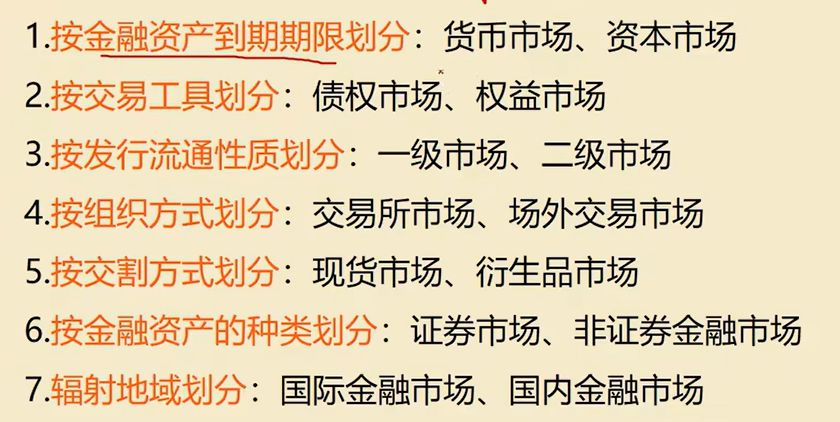 1.按金融资产到期期限划分：货币市场、资本市场
2.按交易工具划分：债权市场、权益市场
3.按发行流通性质划分：一级市场、二级市场
4.按组织方式划分：交易所市场、场外交易市场
5.按交割方式划分：现货市场、衍生品市场
6.按金融资产的种类划分：证券市场、非证券金融市场
7.辐射地域划分：国际金融市场、国内金融市场